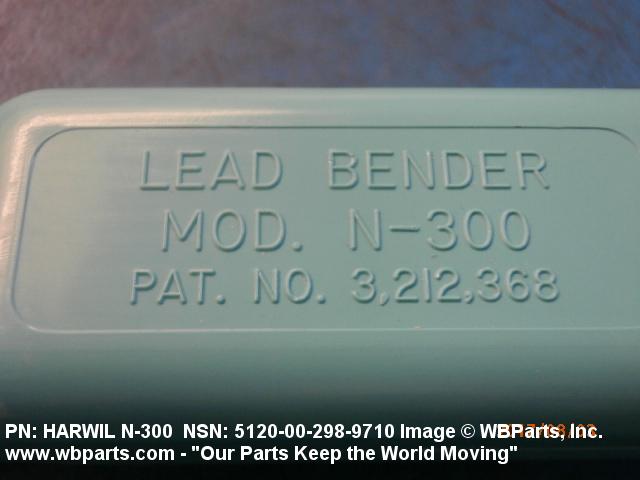 LEAD BENDER
MOD. N-300
PAT. NO. 3,212,368
PN: HARWIL N-300 NSN: 5120-00-298-9710 Image © WBParts, Inc.
www.wbparts.com - "Our Parts Keep the World Moving"